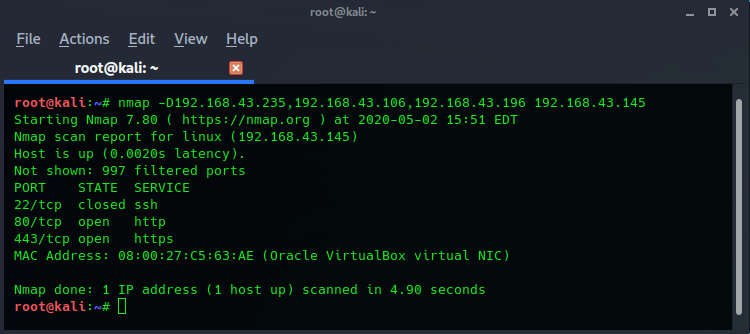 root@kali: ~
File Actions Edit View Help
root@kali: ~
root@kali:~# nmap -D192.168.43.235,192.168.43.106,192.168.43.196 192.168.43.145
Starting Nmap 7.80 ( https://nmap.org ) at 2020-05-02 15:51 EDT
Nmap scan report for linux (192.168.43.145)
Host is up (0.0020s latency).
Not shown: 997 filtered ports
PORT    STATE  SERVICE
22/tcp  closed ssh
80/tcp  open   http
443/tcp open   https
MAC Address: 08:00:27:C5:63:AE (Oracle VirtualBox virtual NIC)
Nmap done: 1 IP address (1 host up) scanned in 4.90 seconds
root@kali:~#